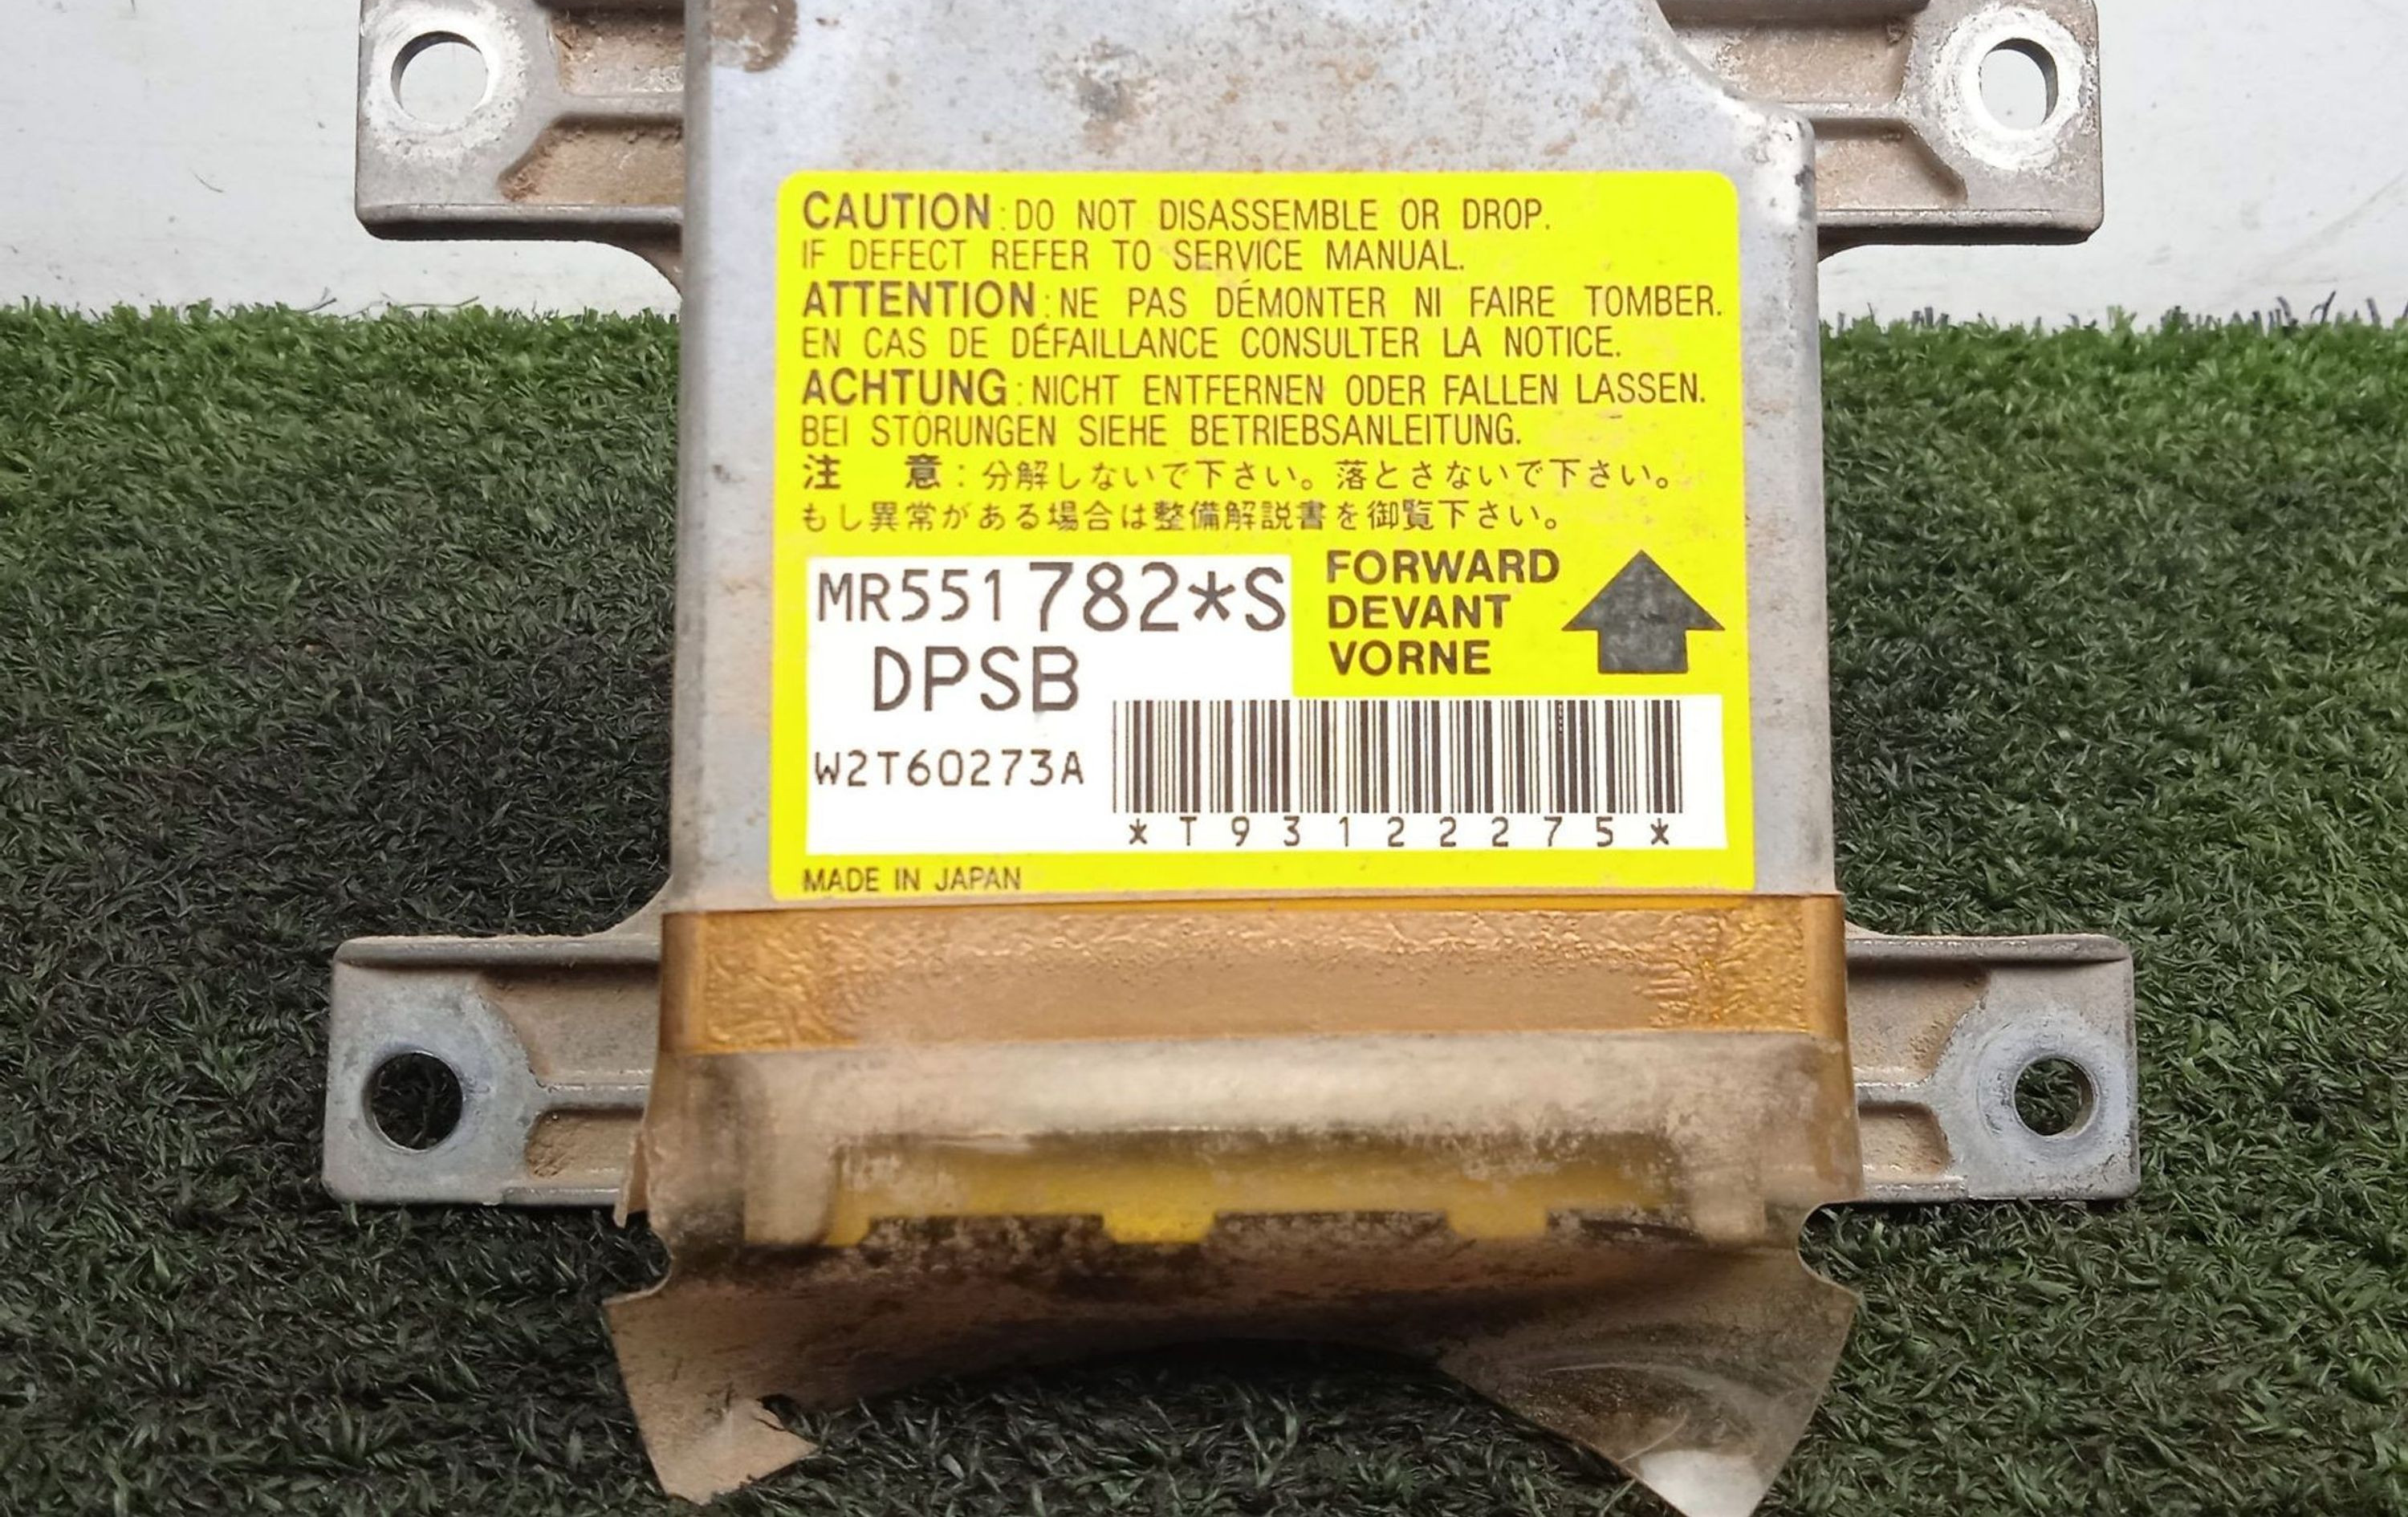 CAUTION: DO NOT DISASSEMBLE OR DROP.
IF DEFECT REFER TO SERVICE MANUAL.
ATTENTION: NE PAS DÉMONTER NI FAIRE TOMBER.
EN CAS DE DÉFAILLANCE CONSULTER LA NOTICE.
ACHTUNG: NICHT ENTFERNEN ODER FALLEN LASSEN.
BEI STÖRUNGEN SIEHE BETRIEBSANLEITUNG.
注 意: 分解しないで下さい。落とさないで下さい。
もし異常がある場合は整備解説書を御覧下さい。
MR551782*S
DPSB
FORWARD
DEVANT
VORNE
W2T60273A
*T93122275*
MADE IN JAPAN